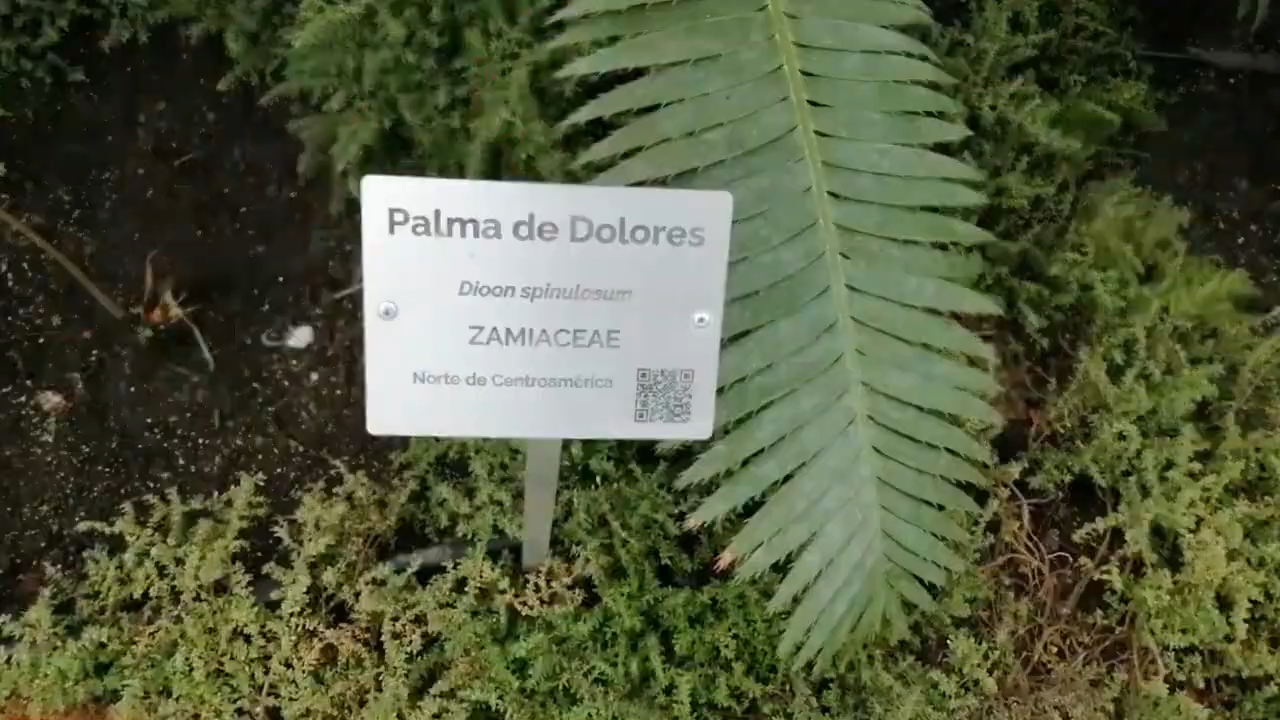 Palma de Dolores
Dioon spinulosum
ZAMIACEAE
Norte de Centroamérica